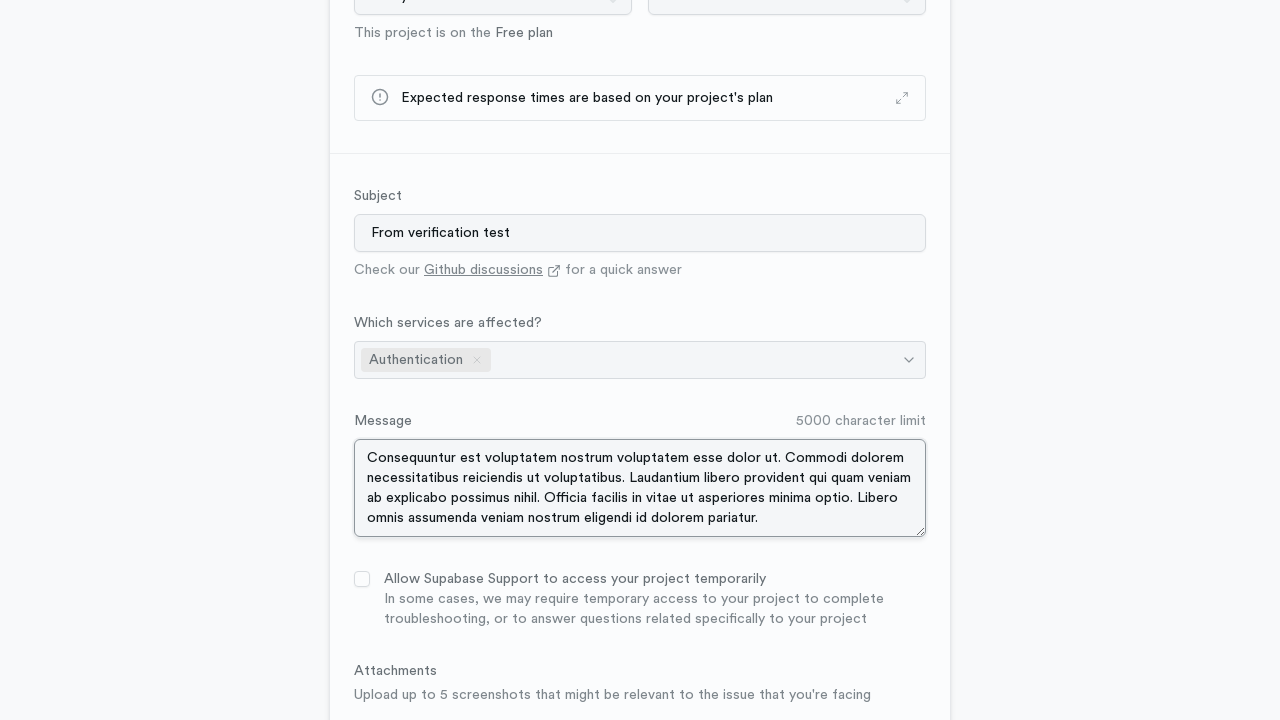 This project is on the Free plan
Expected response times are based on your project's plan
Subject
From verification test
Check our Github discussions for a quick answer
Which services are affected?
Authentication
Message
5000 character limit
Consequuntur est voluptatem nostrum voluptatem esse dolor ut. Commodi dolorem
necessitatibus reiciendis ut voluptatibus. Laudantium libero provident qui quam veniam
ab explicabo possimus nihil. Officia facilis in vitae ut asperiores minima optio. Libero
omnis assumenda veniam nostrum eligendi id dolorem pariatur.
Allow Supabase Support to access your project temporarily
In some cases, we may require temporary access to your project to complete
troubleshooting, or to answer questions related specifically to your project
Attachments
Upload up to 5 screenshots that might be relevant to the issue that you're facing